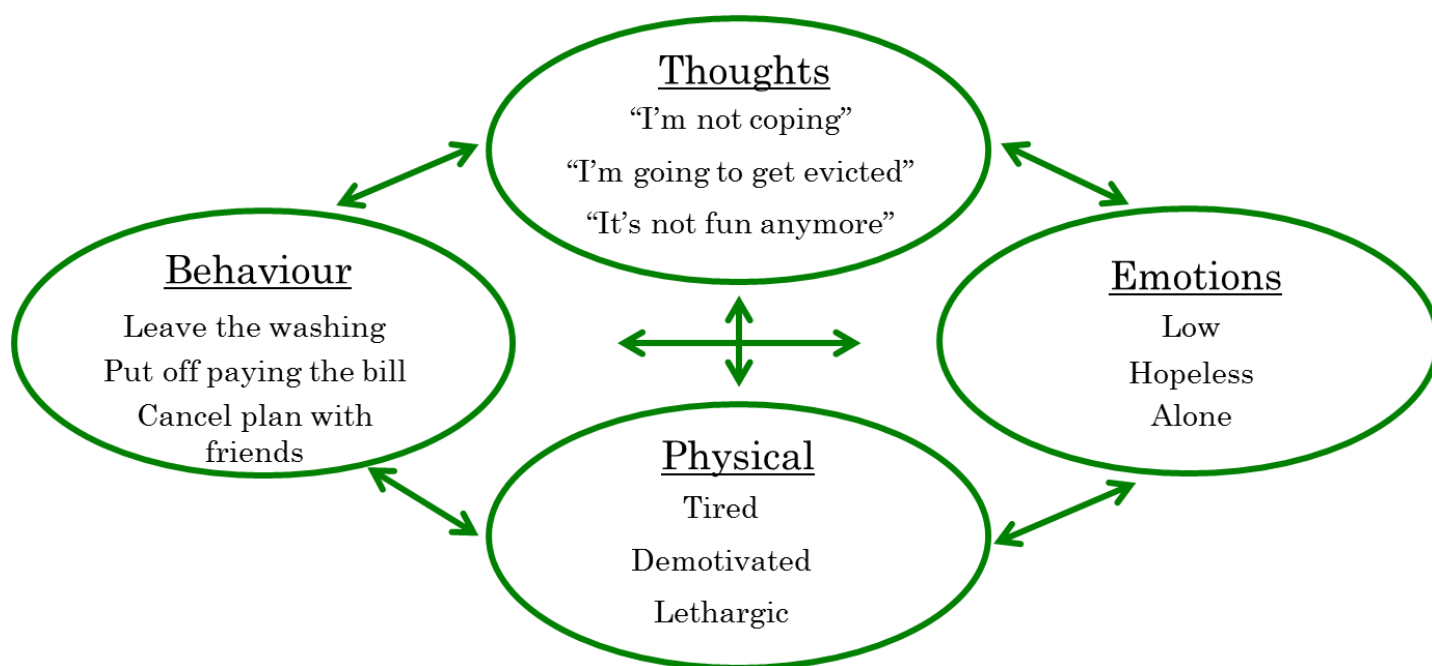 Thoughts
“I’m not coping”
“I’m going to get evicted”
“It’s not fun anymore”
Behaviour
Leave the washing
Put off paying the bill
Cancel plan with
friends
Emotions
Low
Hopeless
Alone
Physical
Tired
Demotivated
Lethargic